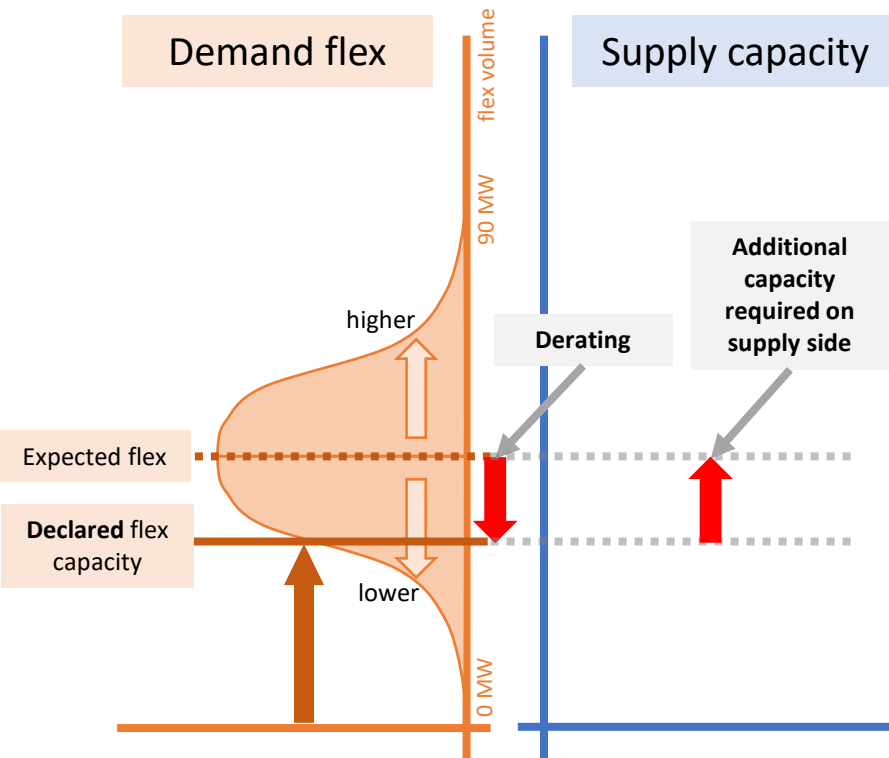 Demand flex
Supply capacity
flex volume
90 MW
0 MW
higher
lower
Expected flex
Declared flex
capacity
Derating
Additional
capacity
required on
supply side